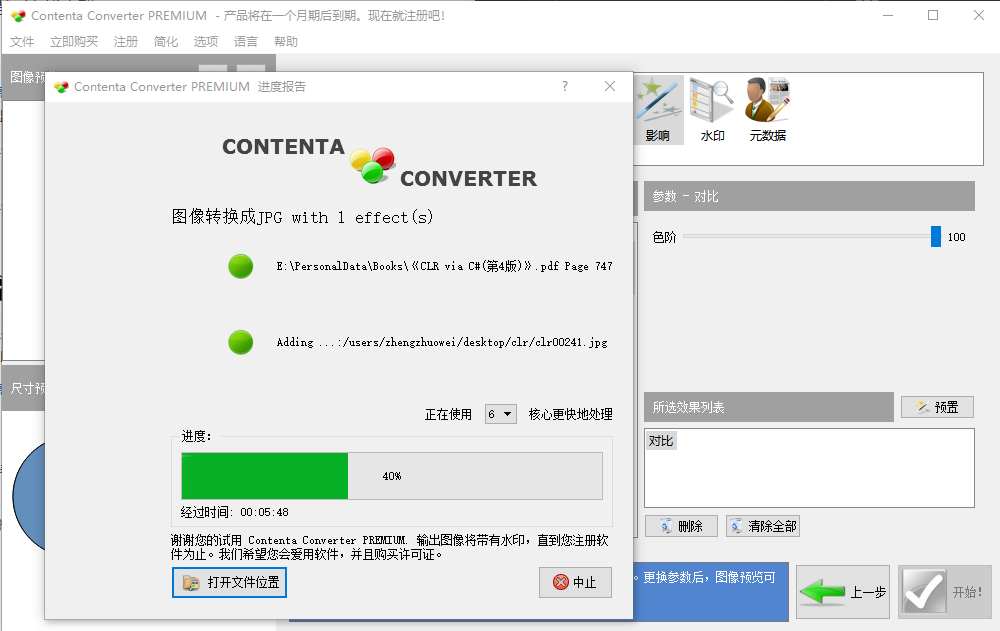 Contenta Converter PREMIUM - 产品将在一个月期后到期。现在就注册吧!
文件 立即购买 注册 简化 选项 语言 帮助
图像预
Contenta Converter PREMIUM 进度报告
?
影响 水印 元数据
CONTENTA
CONVERTER
图像转换成JPG with 1 effect(s)
参数 - 对比
色阶 100
E:\PersonalData\Books\《CLR via C#(第4版)》.pdf Page 747
Adding ...:/users/zhengzhuowei/desktop/clr/clr00241.jpg
尺寸预
正在使用 6 核心更快地处理
所选效果列表 预置
进度:
对比
40%
经过时间: 00:05:48
删除 清除全部
谢谢您的试用 Contenta Converter PREMIUM. 输出图像将带有水印，直到您注册软
件为止。我们希望您会爱用软件，并且购买许可证。
打开文件位置 中止
。更换参数后，图像预览可
上一步 开始!